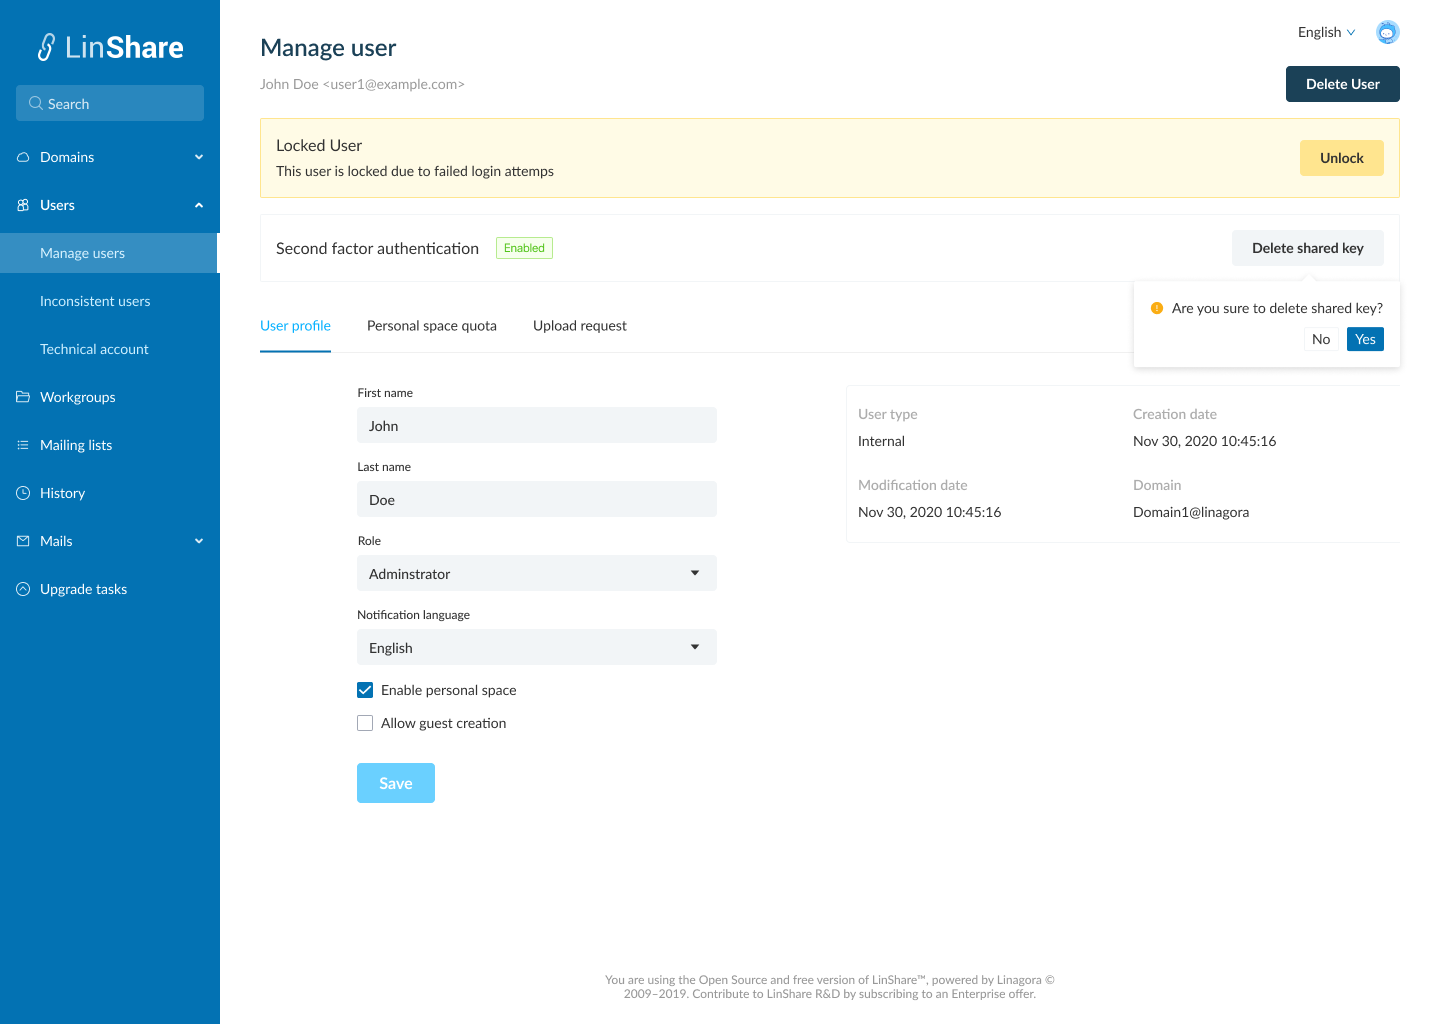 LinShare
Search
Domains
Users
Manage users
Inconsistent users
Technical account
Workgroups
Mailing lists
History
Mails
Upgrade tasks
English
Manage user
John Doe <user1@example.com>
Delete User
Locked User
This user is locked due to failed login attemps
Unlock
Second factor authentication
Enabled
Delete shared key
Are you sure to delete shared key?
No
Yes
User profile
Personal space quota
Upload request
First name
John
Last name
Doe
Role
Adminstrator
Notification language
English
Enable personal space
Allow guest creation
Save
User type
Internal
Creation date
Nov 30, 2020 10:45:16
Modification date
Nov 30, 2020 10:45:16
Domain
Domain1@linagora
You are using the Open Source and free version of LinShare™, powered by Linagora ©
2009–2019. Contribute to LinShare R&D by subscribing to an Enterprise offer.